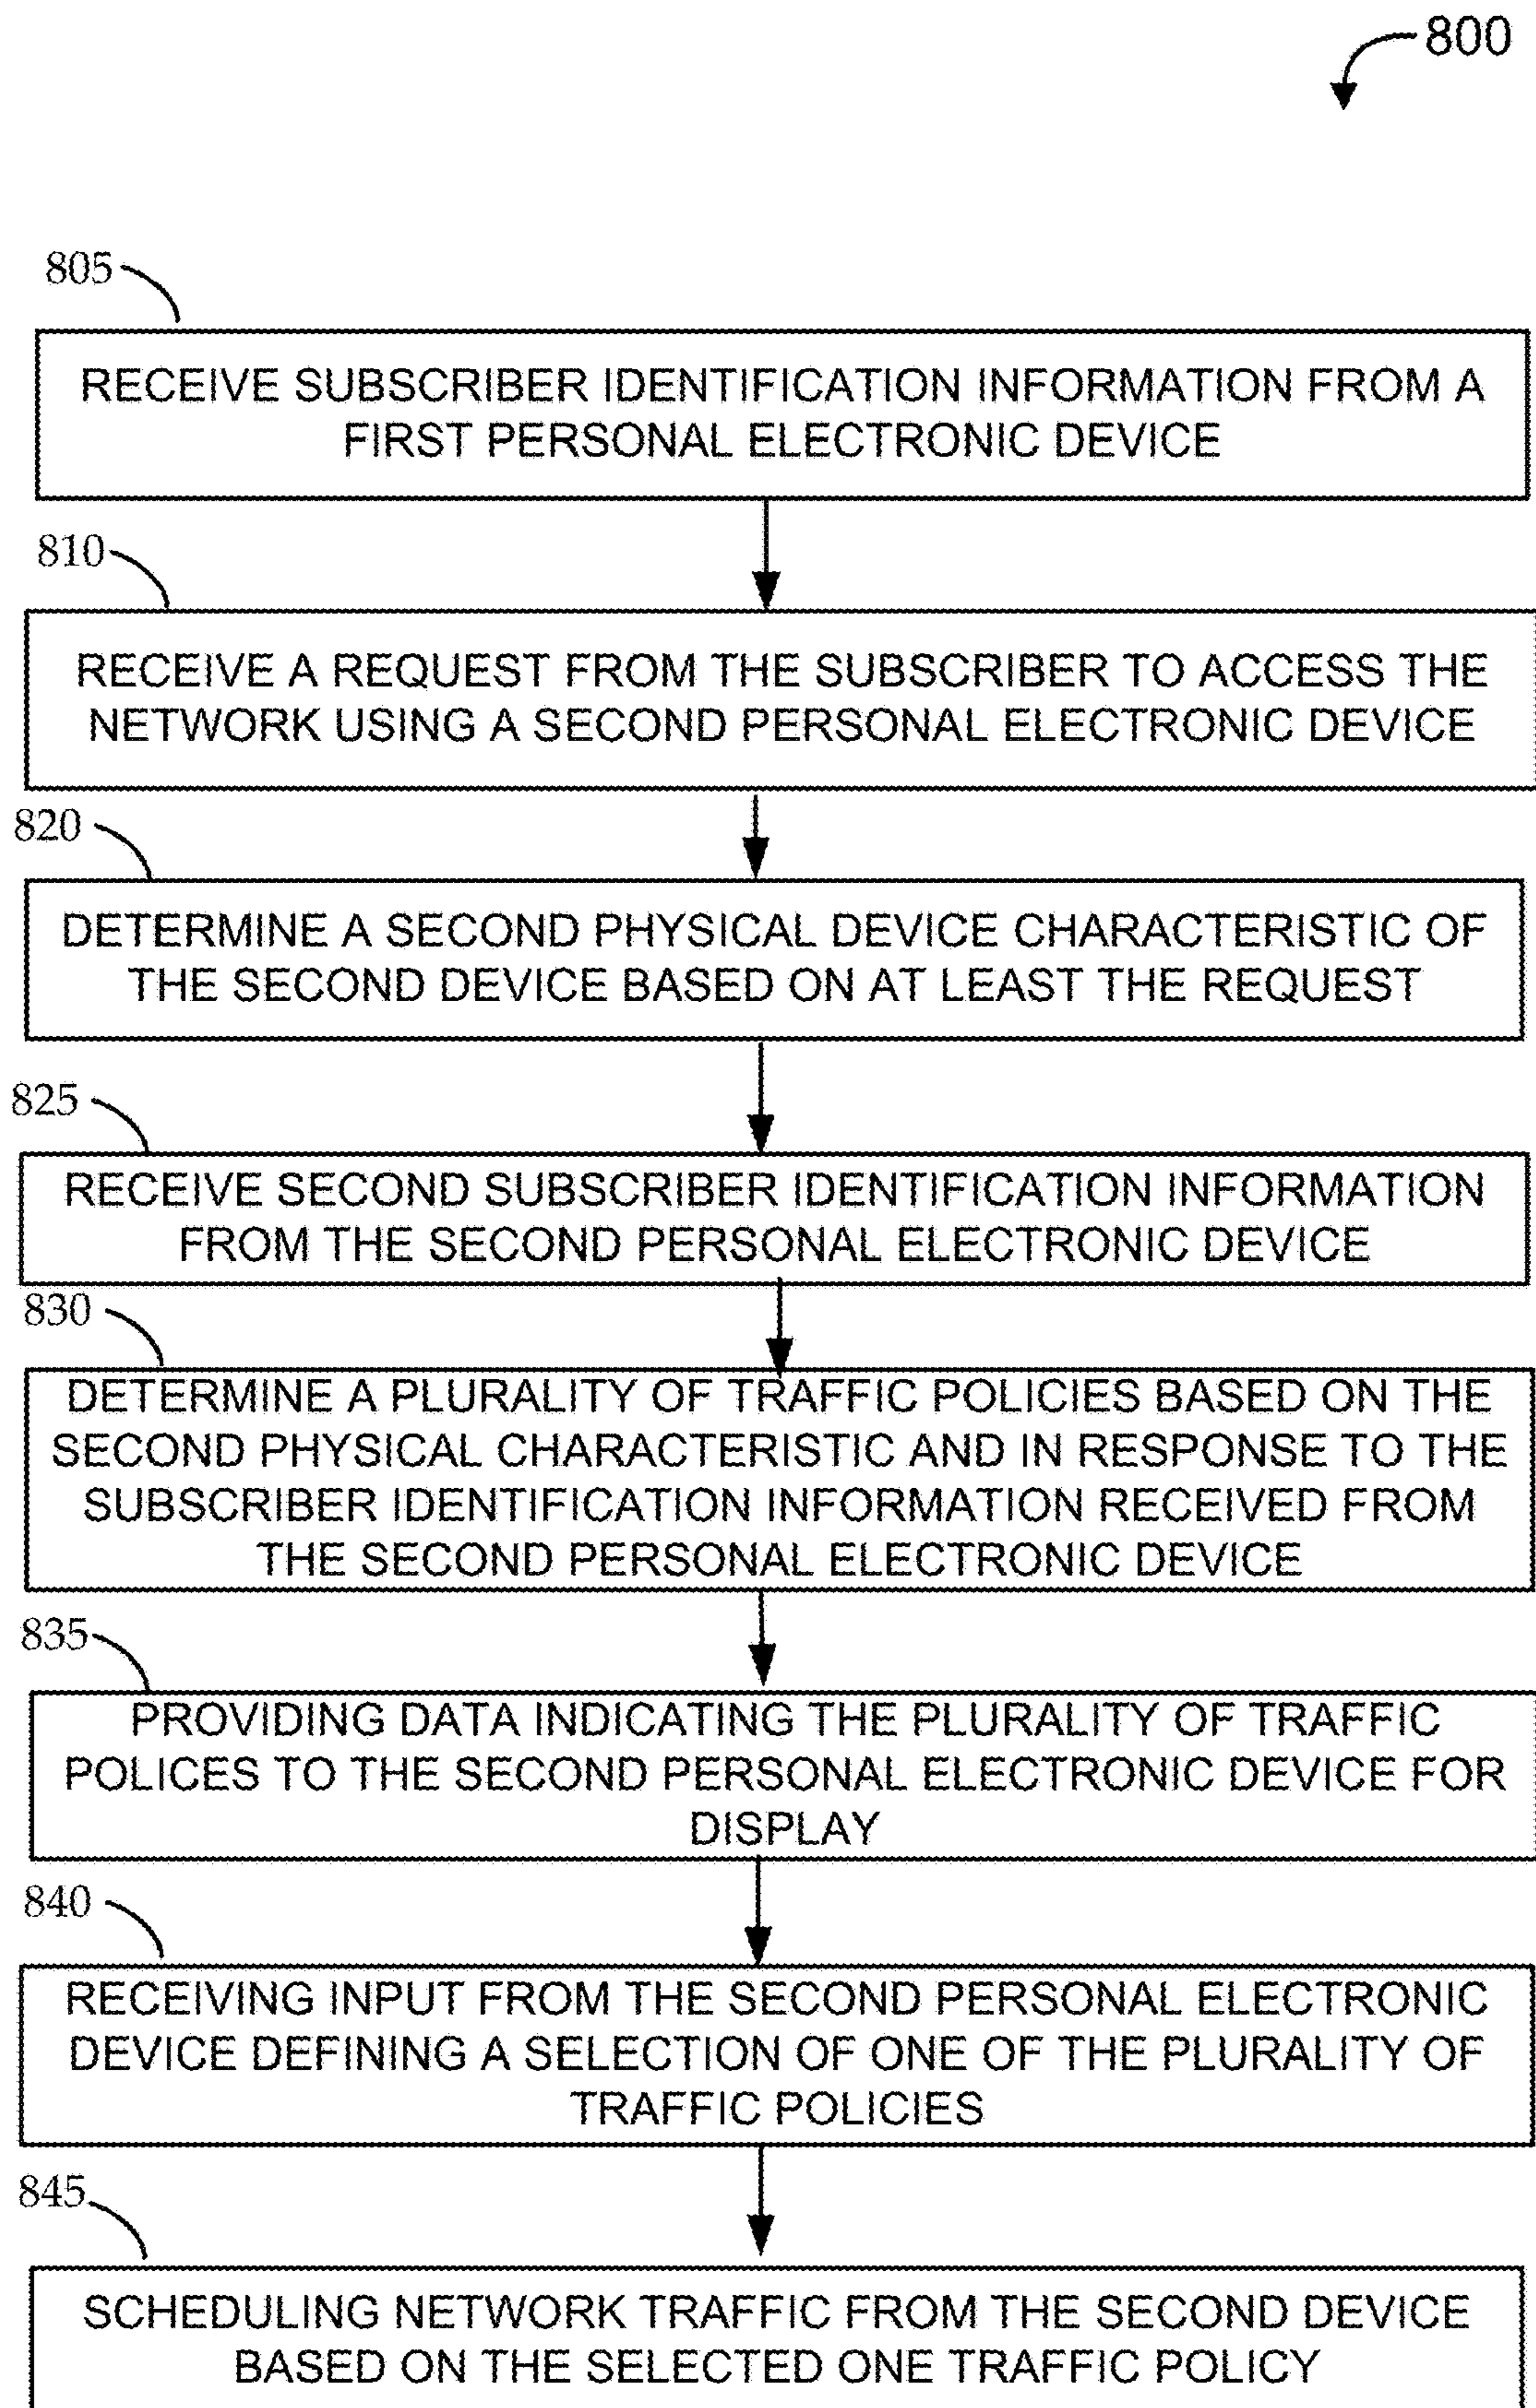 800
805
RECEIVE SUBSCRIBER IDENTIFICATION INFORMATION FROM A
FIRST PERSONAL ELECTRONIC DEVICE
810
RECEIVE A REQUEST FROM THE SUBSCRIBER TO ACCESS THE
NETWORK USING A SECOND PERSONAL ELECTRONIC DEVICE
820
DETERMINE A SECOND PHYSICAL DEVICE CHARACTERISTIC OF
THE SECOND DEVICE BASED ON AT LEAST THE REQUEST
825
RECEIVE SECOND SUBSCRIBER IDENTIFICATION INFORMATION
FROM THE SECOND PERSONAL ELECTRONIC DEVICE
830
DETERMINE A PLURALITY OF TRAFFIC POLICIES BASED ON THE
SECOND PHYSICAL CHARACTERISTIC AND IN RESPONSE TO THE
SUBSCRIBER IDENTIFICATION INFORMATION RECEIVED FROM
THE SECOND PERSONAL ELECTRONIC DEVICE
835
PROVIDING DATA INDICATING THE PLURALITY OF TRAFFIC
POLICES TO THE SECOND PERSONAL ELECTRONIC DEVICE FOR
DISPLAY
840
RECEIVING INPUT FROM THE SECOND PERSONAL ELECTRONIC
DEVICE DEFINING A SELECTION OF ONE OF THE PLURALITY OF
TRAFFIC POLICIES
845
SCHEDULING NETWORK TRAFFIC FROM THE SECOND DEVICE
BASED ON THE SELECTED ONE TRAFFIC POLICY